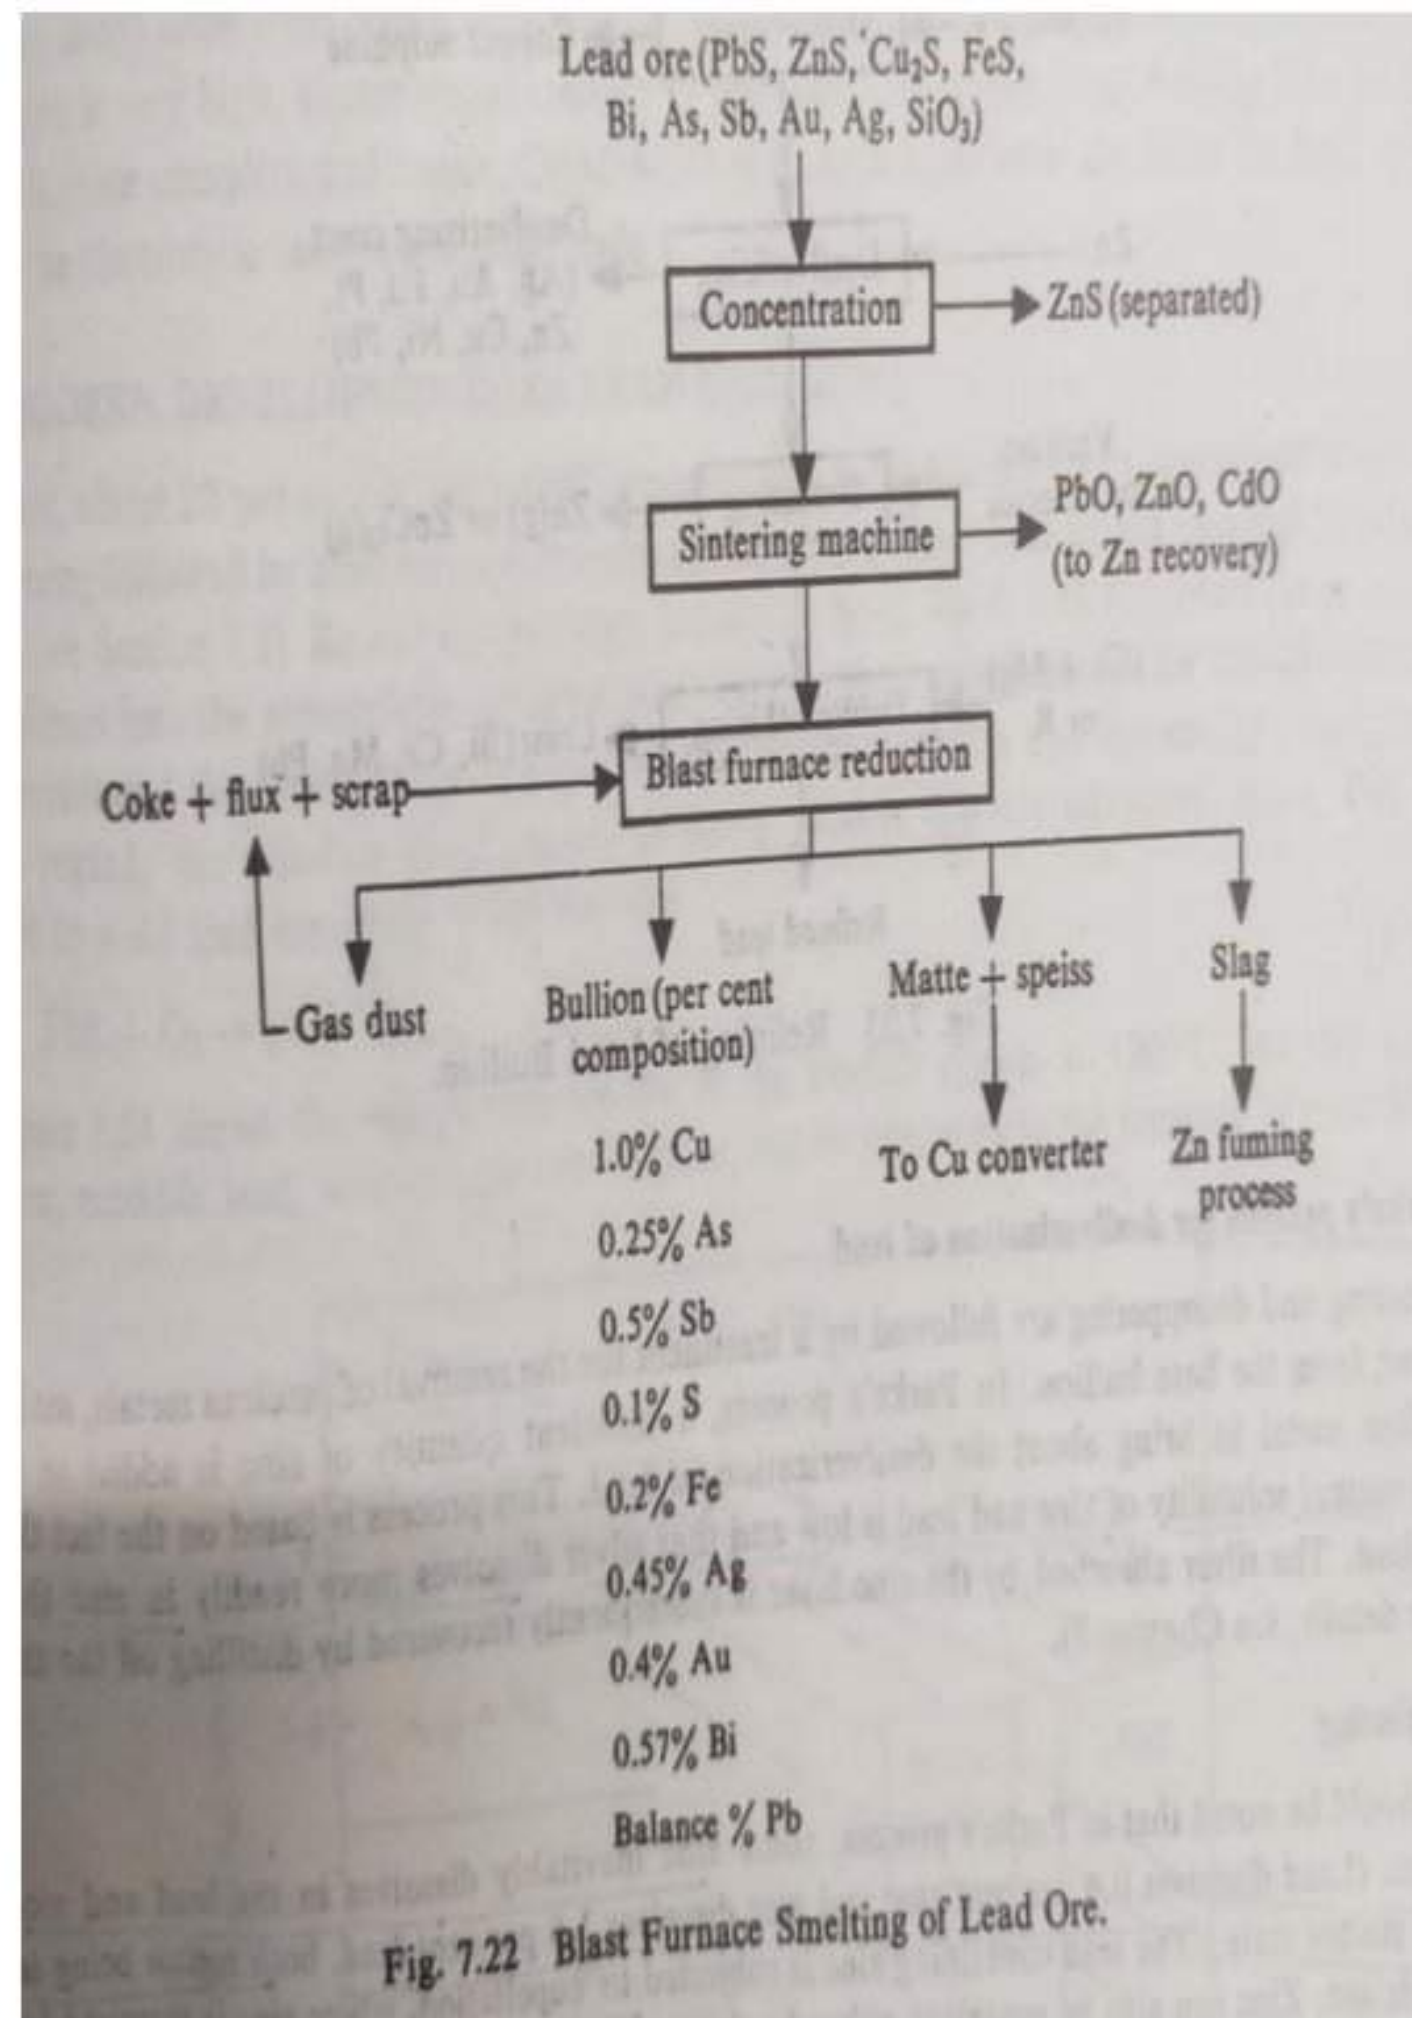 Lead ore (PbS, ZnS, Cu₂S, FeS,
Bi, As, Sb, Au, Ag, SiO₃)
Concentration
ZnS (separated)
Sintering machine
PbO, ZnO, CdO
(to Zn recovery)
Blast furnace reduction
Coke + flux + scrap
Gas dust
Bullion (per cent
composition)
Matte + speiss
Slag
To Cu converter
Zn fuming
process
1.0% Cu
0.25% As
0.5% Sb
0.1% S
0.2% Fe
0.45% Ag
0.4% Au
0.57% Bi
Balance % Pb
Fig. 7.22 Blast Furnace Smelting of Lead Ore.